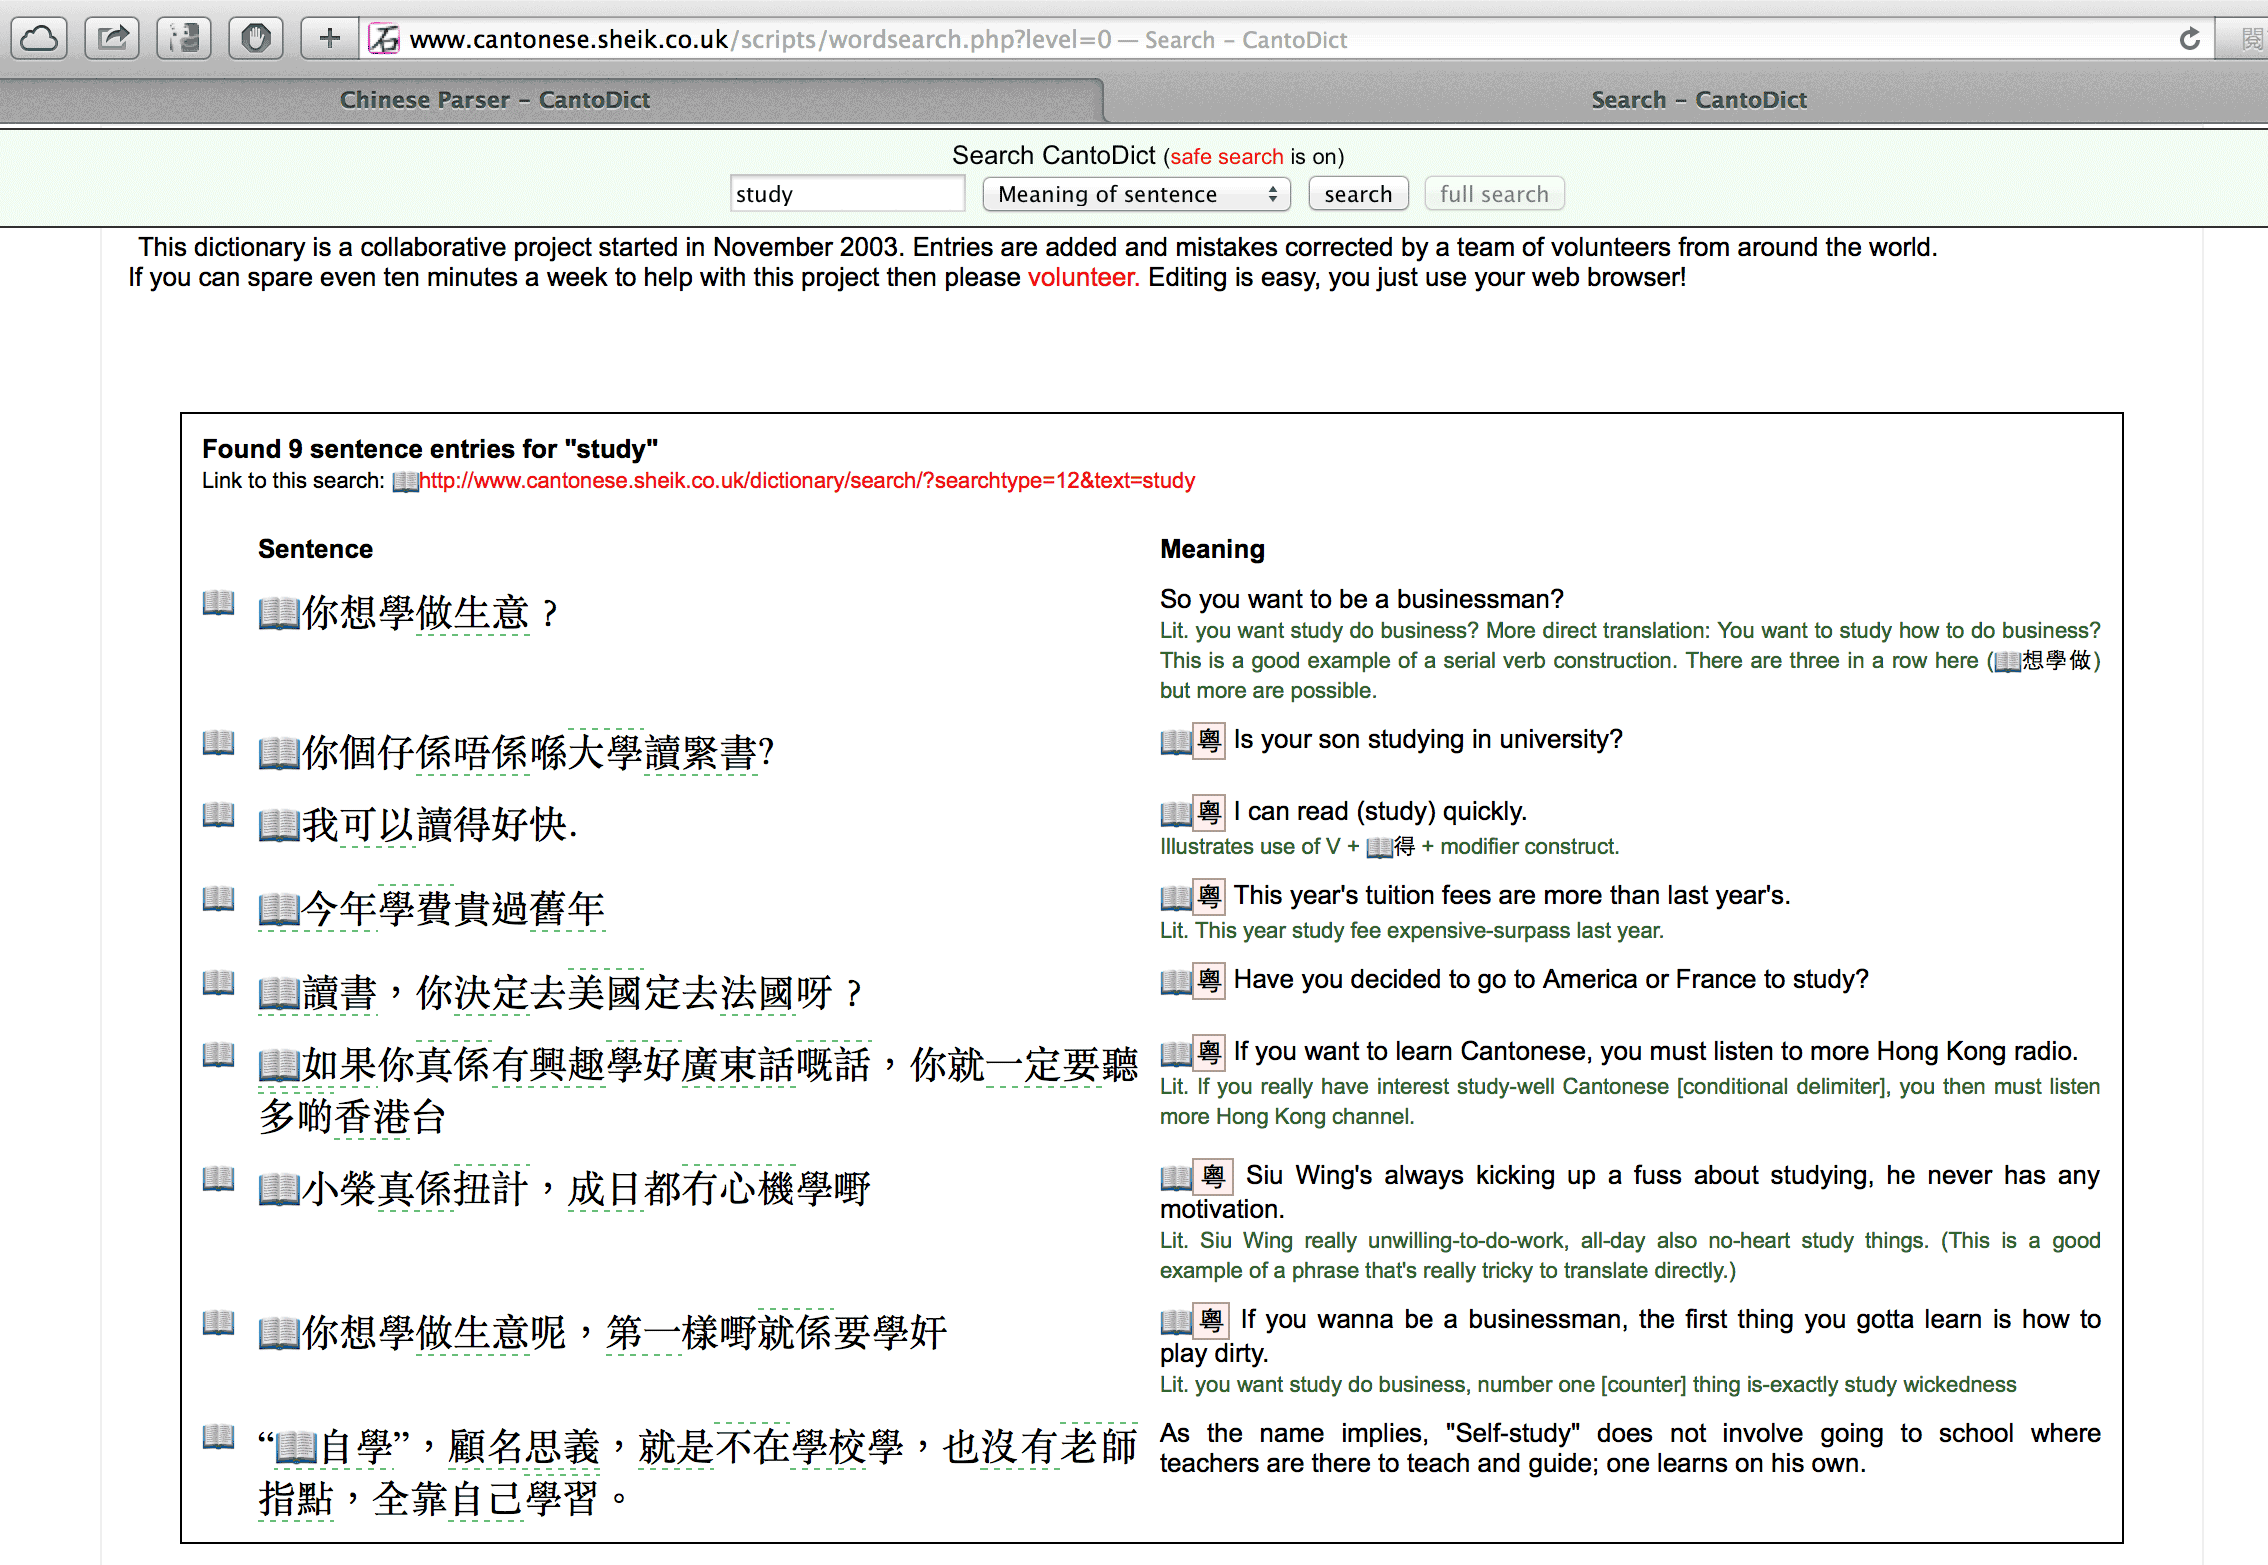 www.cantonese.sheik.co.uk/scripts/wordsearch.php?level=0 — Search – CantoDict
閱
Chinese Parser – CantoDict
Search – CantoDict
Search CantoDict (safe search is on)
study
Meaning of sentence
search
full search
This dictionary is a collaborative project started in November 2003. Entries are added and mistakes corrected by a team of volunteers from around the world.
If you can spare even ten minutes a week to help with this project then please volunteer. Editing is easy, you just use your web browser!
Found 9 sentence entries for "study"
Link to this search: 📖http://www.cantonese.sheik.co.uk/dictionary/search/?searchtype=12&text=study
Sentence
Meaning
📖 📖你想學做生意？
So you want to be a businessman?
Lit. you want study do business? More direct translation: You want to study how to do business?
This is a good example of a serial verb construction. There are three in a row here (📖想學做)
but more are possible.
📖 📖你個仔係唔係喺大學讀緊書?
📖粵 Is your son studying in university?
📖 📖我可以讀得好快.
📖粵 I can read (study) quickly.
Illustrates use of V + 📖得 + modifier construct.
📖 📖今年學費貴過舊年
📖粵 This year's tuition fees are more than last year's.
Lit. This year study fee expensive-surpass last year.
📖 📖讀書，你決定去美國定去法國呀？
📖粵 Have you decided to go to America or France to study?
📖 📖如果你真係有興趣學好廣東話嘅話，你就一定要聽
多啲香港台
📖粵 If you want to learn Cantonese, you must listen to more Hong Kong radio.
Lit. If you really have interest study-well Cantonese [conditional delimiter], you then must listen
more Hong Kong channel.
📖 📖小榮真係扭計，成日都冇心機學嘢
📖粵 Siu Wing's always kicking up a fuss about studying, he never has any
motivation.
Lit. Siu Wing really unwilling-to-do-work, all-day also no-heart study things. (This is a good
example of a phrase that's really tricky to translate directly.)
📖 📖你想學做生意呢，第一樣嘢就係要學奸
📖粵 If you wanna be a businessman, the first thing you gotta learn is how to
play dirty.
Lit. you want study do business, number one [counter] thing is-exactly study wickedness
📖 “📖自學”，顧名思義，就是不在學校學，也沒有老師
指點，全靠自己學習。
As the name implies, "Self-study" does not involve going to school where
teachers are there to teach and guide; one learns on his own.